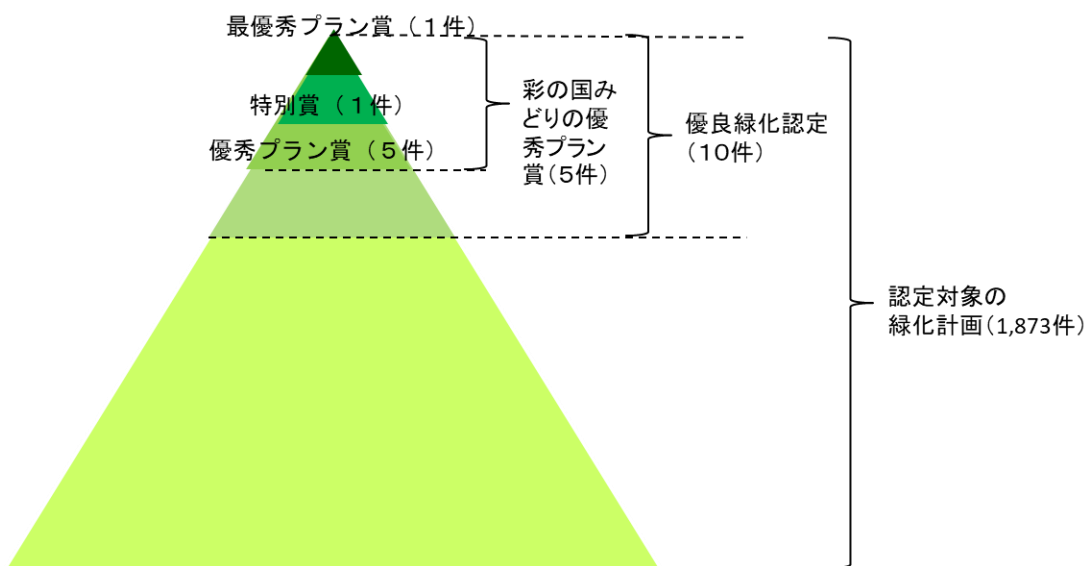 最優秀プラン賞（１件）
特別賞（１件）
優秀プラン賞（５件）
彩の国み
どりの優
秀プラン
賞（5件）
優良緑化認定
（10件）
認定対象の
緑化計画（1,873件）